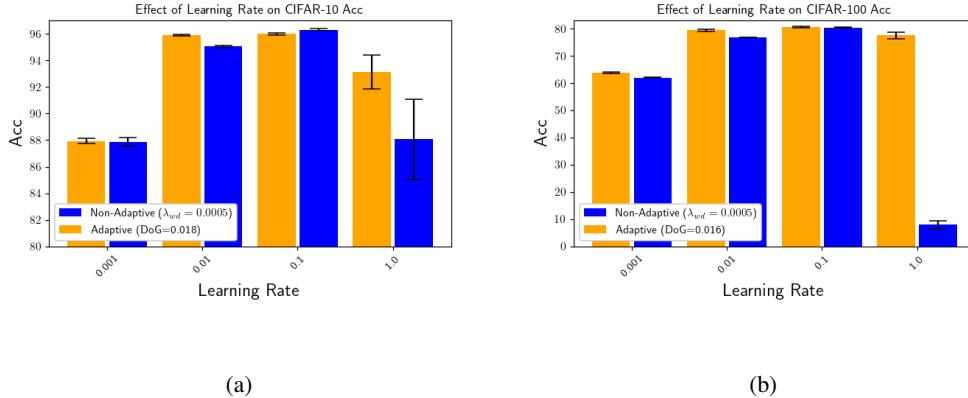 Effect of Learning Rate on CIFAR-10 Acc
Acc
96
94
92
90
88
86
84
82
80
Non-Adaptive (λ_wd = 0.0005)
Adaptive (DoG=0.018)
0.001
0.01
0.1
1.0
Learning Rate
(a)
Effect of Learning Rate on CIFAR-100 Acc
Acc
80
70
60
50
40
30
20
10
0
Non-Adaptive (λ_wd = 0.0005)
Adaptive (DoG=0.016)
0.001
0.01
0.1
1.0
Learning Rate
(b)